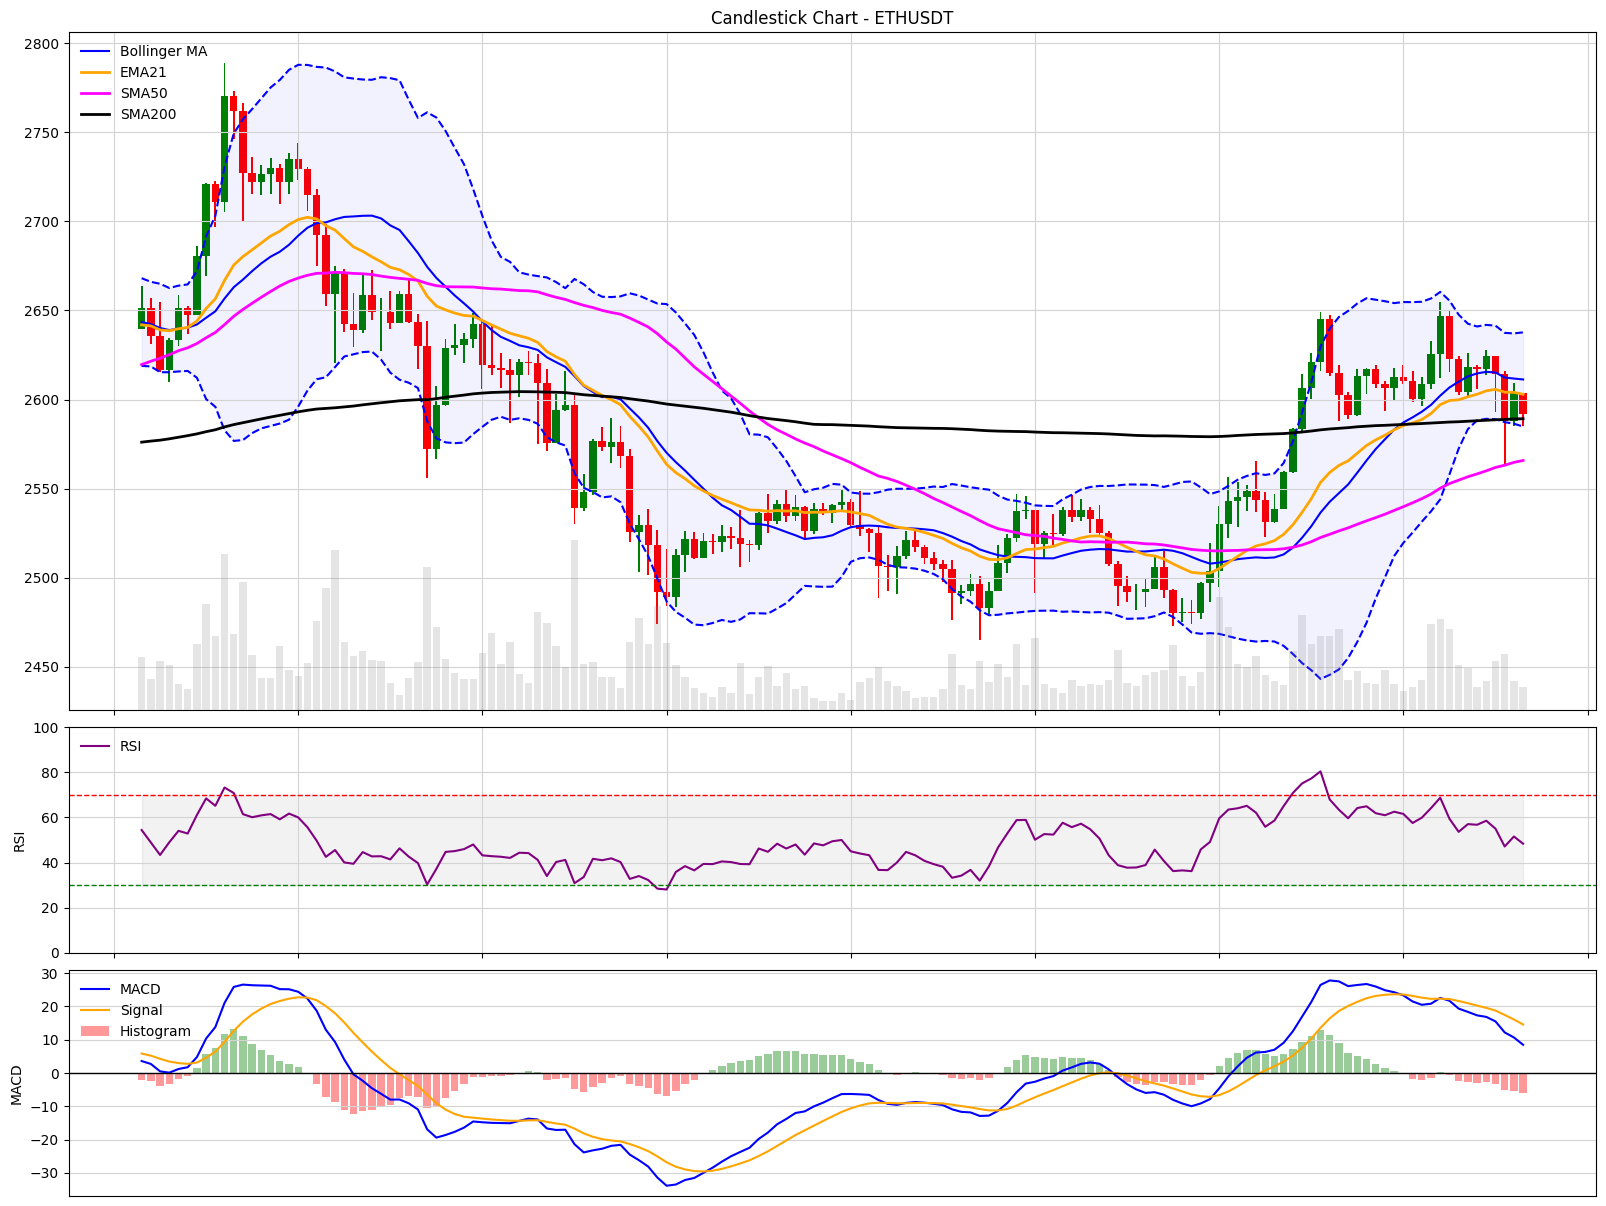 Candlestick Chart - ETHUSDT
2800
2750
2700
2650
2600
2550
2500
2450
Bollinger MA
EMA21
SMA50
SMA200
100
80
60
40
20
0
RSI
RSI
30
20
10
0
−10
−20
−30
MACD
MACD
Signal
Histogram